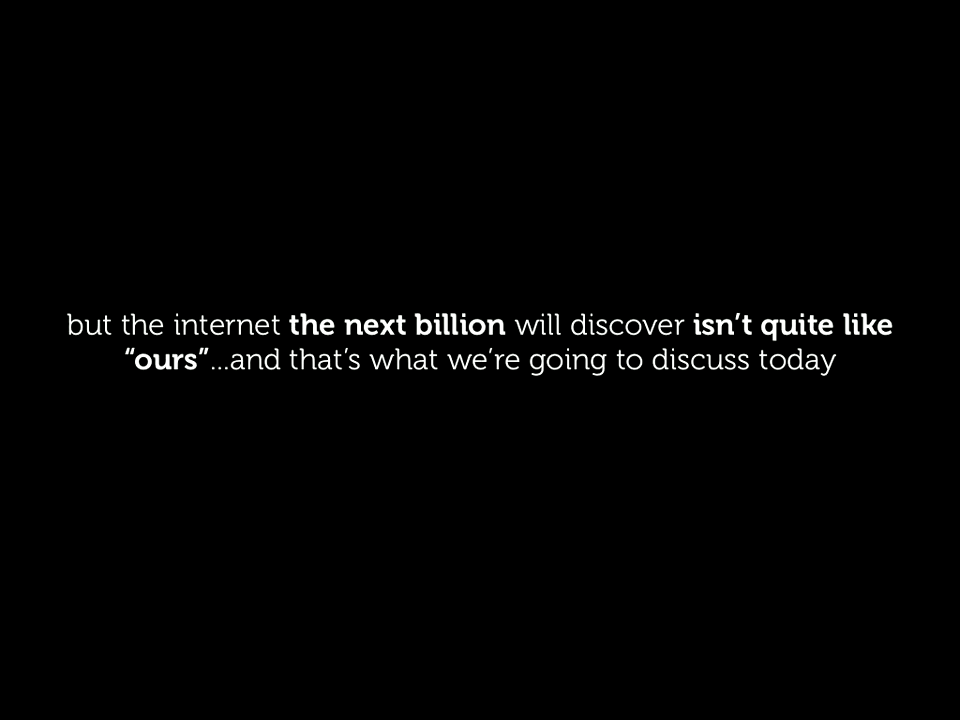 but the internet the next billion will discover isn’t quite like
“ours”...and that’s what we’re going to discuss today